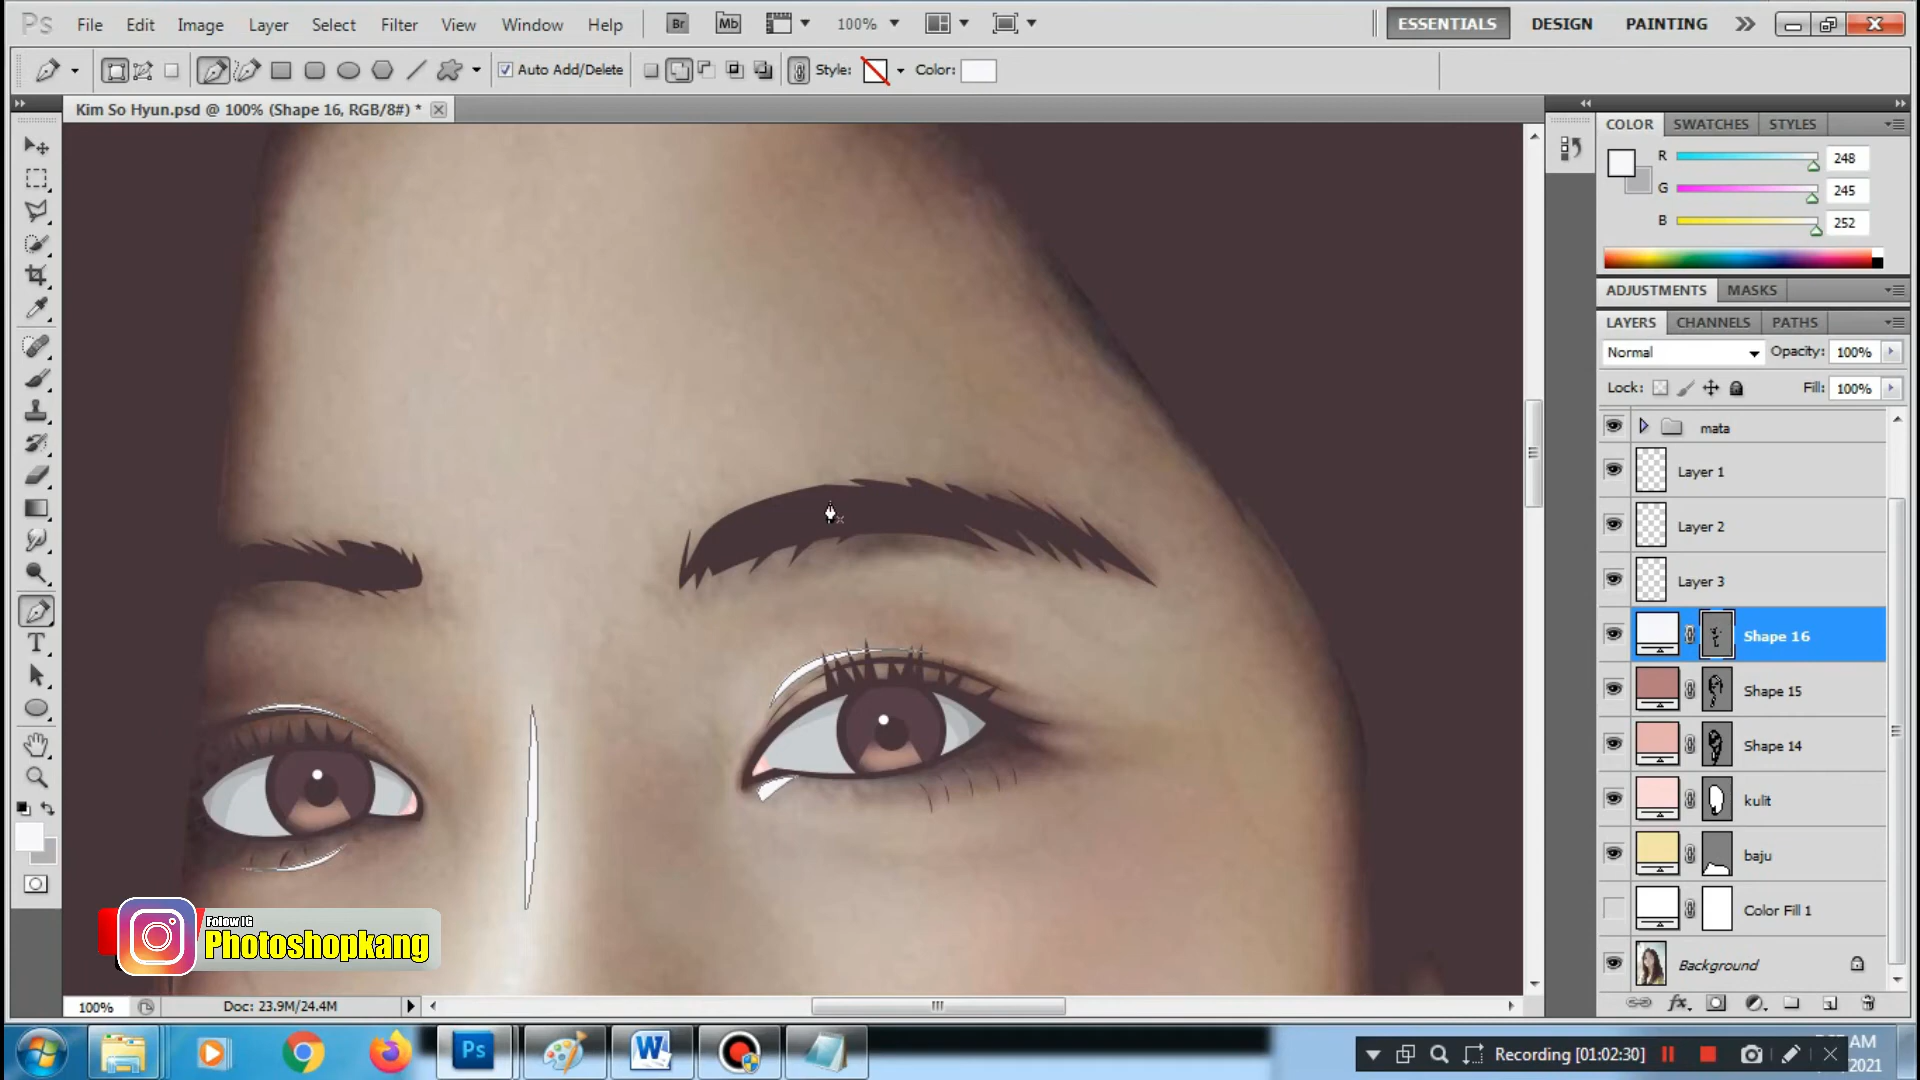 Ps File Edit Image Layer Select Filter View Window Help Br Mb 100% ESSENTIALS DESIGN PAINTING
Auto Add/Delete Style: Color:
Kim So Hyun.psd @ 100% (Shape 16, RGB/8#) *
COLOR SWATCHES STYLES
R 248
G 245
B 252
ADJUSTMENTS MASKS
LAYERS CHANNELS PATHS
Normal Opacity: 100%
Lock: Fill: 100%
mata
Layer 1
Layer 2
Layer 3
Shape 16
Shape 15
Shape 14
kulit
baju
Color Fill 1
Background
T
Folow IG
Photoshopkang
100% Doc: 23.9M/24.4M
fx
Ps W Recording [01:02:30] AM
/2021